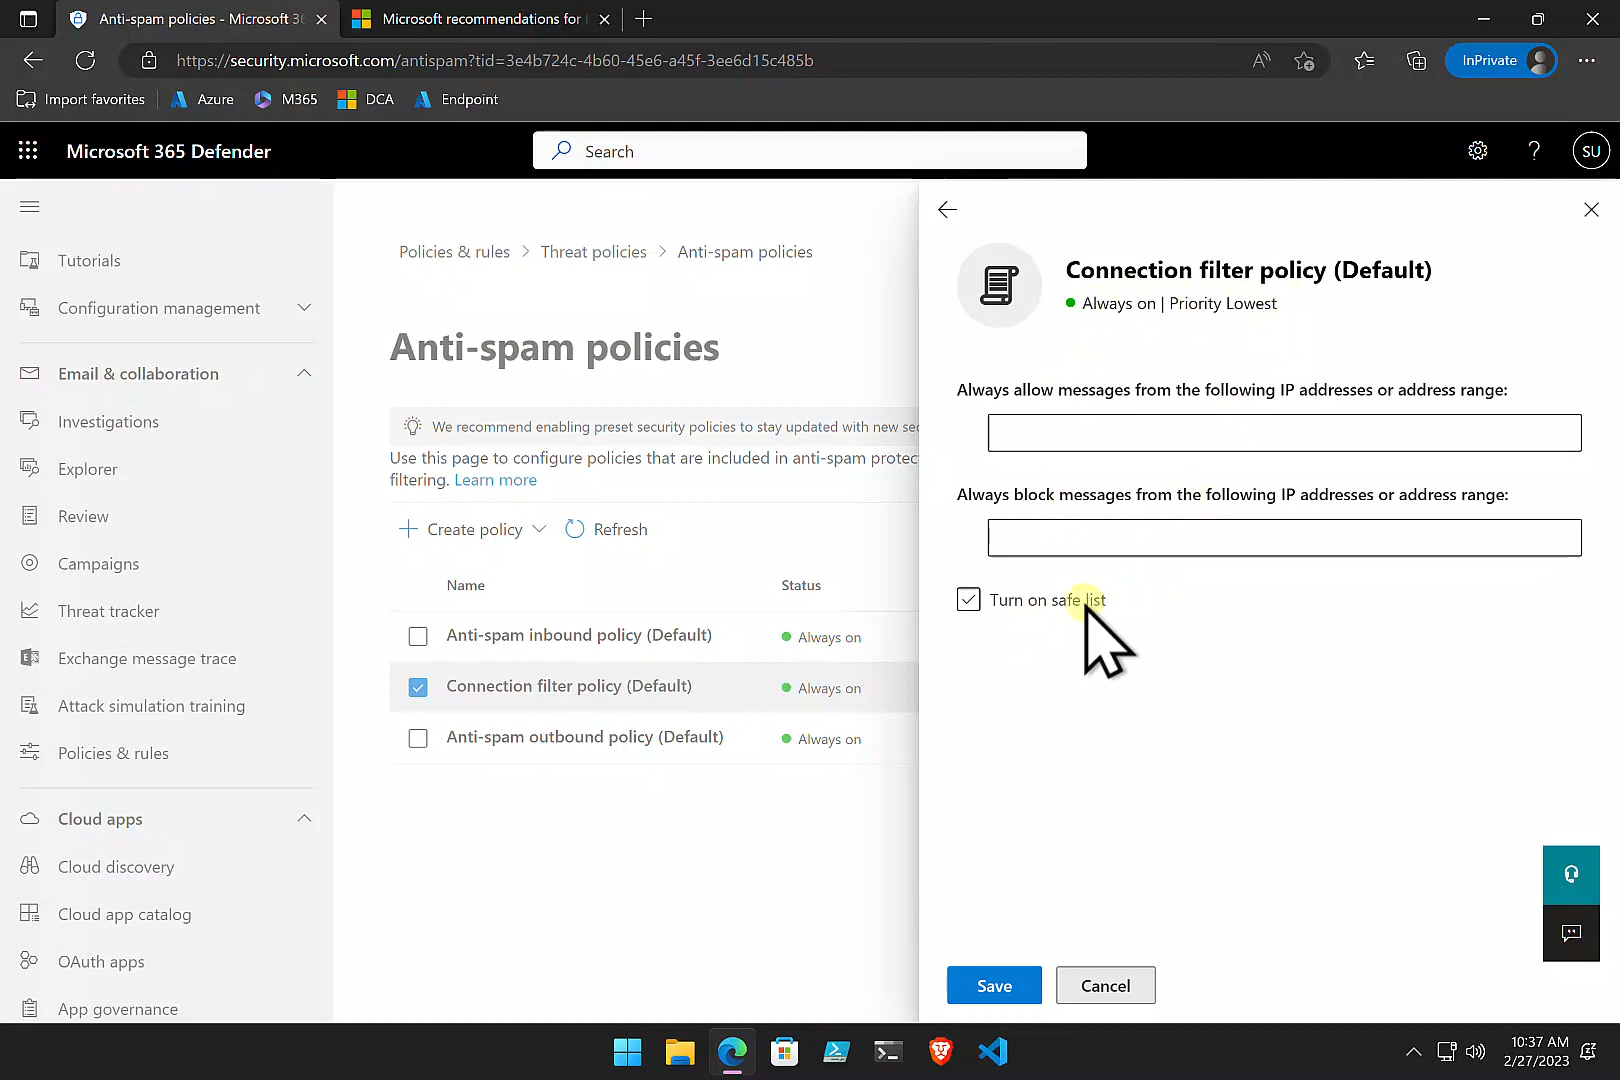 Anti-spam policies - Microsoft 36
Microsoft recommendations for
https://security.microsoft.com/antispam?tid=3e4b724c-4b60-45e6-a45f-3ee6d15c485b
InPrivate
Import favorites
Azure
M365
DCA
Endpoint
Microsoft 365 Defender
Search
SU
Tutorials
Configuration management
Email & collaboration
Investigations
Explorer
Review
Campaigns
Threat tracker
Exchange message trace
Attack simulation training
Policies & rules
Cloud apps
Cloud discovery
Cloud app catalog
OAuth apps
App governance
Policies & rules > Threat policies > Anti-spam policies
Anti-spam policies
We recommend enabling preset security policies to stay updated with new sec
Use this page to configure policies that are included in anti-spam protec
filtering. Learn more
Create policy
Refresh
Name Status
Anti-spam inbound policy (Default) Always on
Connection filter policy (Default) Always on
Anti-spam outbound policy (Default) Always on
Connection filter policy (Default)
Always on | Priority Lowest
Always allow messages from the following IP addresses or address range:
Always block messages from the following IP addresses or address range:
Turn on safe list
Save
Cancel
10:37 AM
2/27/2023